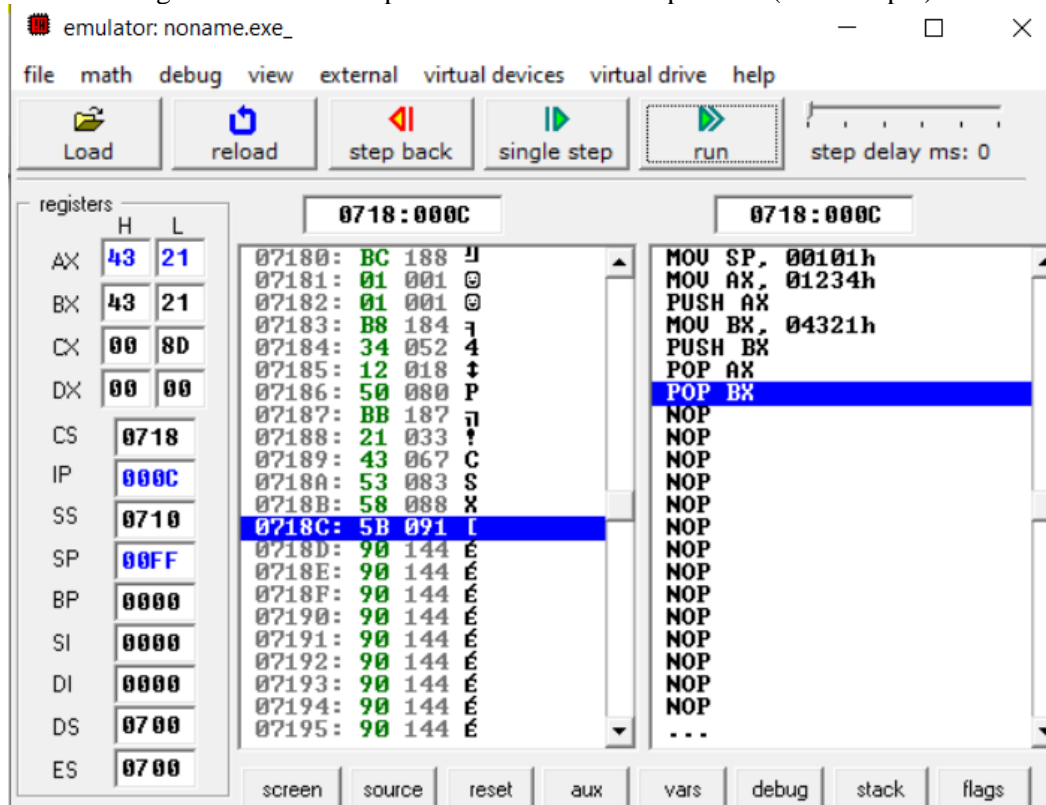 emulator: noname.exe_
file math debug view external virtual devices virtual drive help
Load reload step back single step run step delay ms: 0
registers
H L
AX 43 21
BX 43 21
CX 00 8D
DX 00 00
CS 0718
IP 000C
SS 0710
SP 00FF
BP 0000
SI 0000
DI 0000
DS 0700
ES 0700
0718:000C
07180: BC 188 ╝
07181: 01 001 ☺
07182: 01 001 ☺
07183: B8 184 ╕
07184: 34 052 4
07185: 12 018 ↕
07186: 50 080 P
07187: BB 187 ╗
07188: 21 033 !
07189: 43 067 C
0718A: 53 083 S
0718B: 58 088 X
0718C: 5B 091 [
0718D: 90 144 É
0718E: 90 144 É
0718F: 90 144 É
07190: 90 144 É
07191: 90 144 É
07192: 90 144 É
07193: 90 144 É
07194: 90 144 É
07195: 90 144 É
0718:000C
MOV SP, 00101h
MOV AX, 01234h
PUSH AX
MOV BX, 04321h
PUSH BX
POP AX
POP BX
NOP
NOP
NOP
NOP
NOP
NOP
NOP
NOP
NOP
NOP
NOP
NOP
NOP
NOP
...
screen source reset aux vars debug stack flags